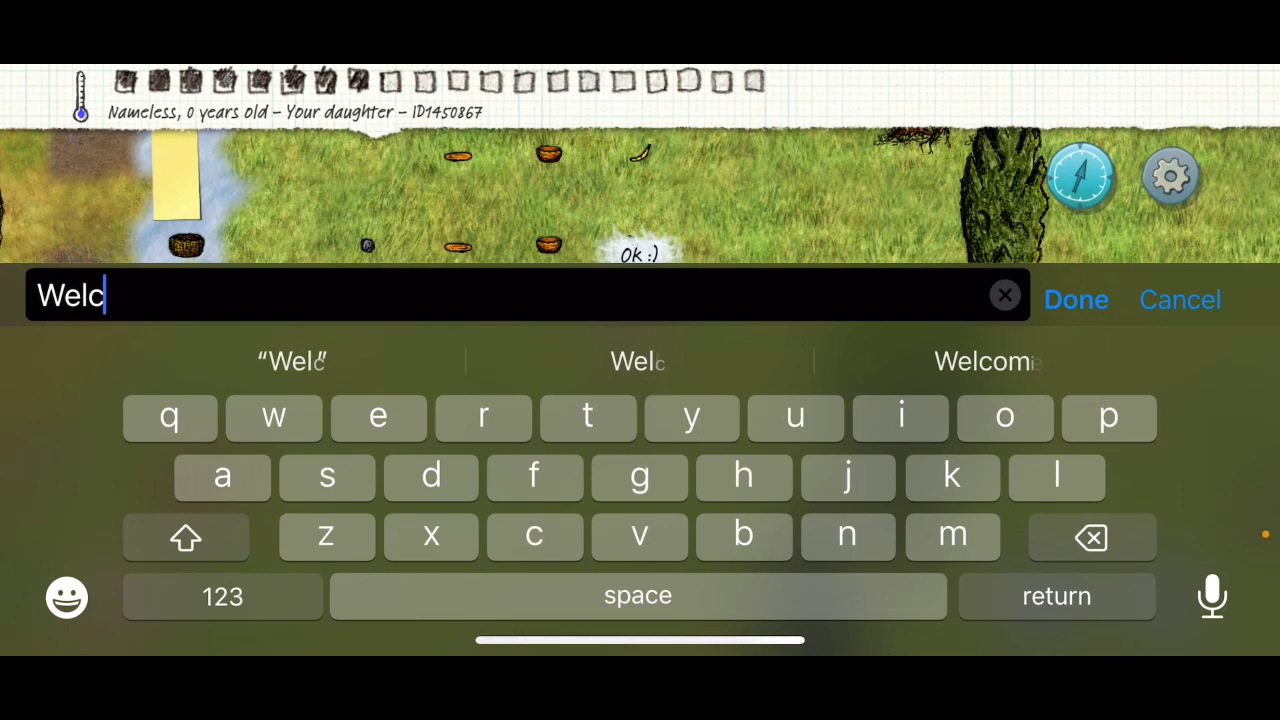 Nameless, 0 years old – Your daughter – ID1450867
Ok :)
Welc
Done
Cancel
“Welc”
Welc
Welcome
q w e r t y u i o p
a s d f g h j k l
z x c v b n m
123
space
return